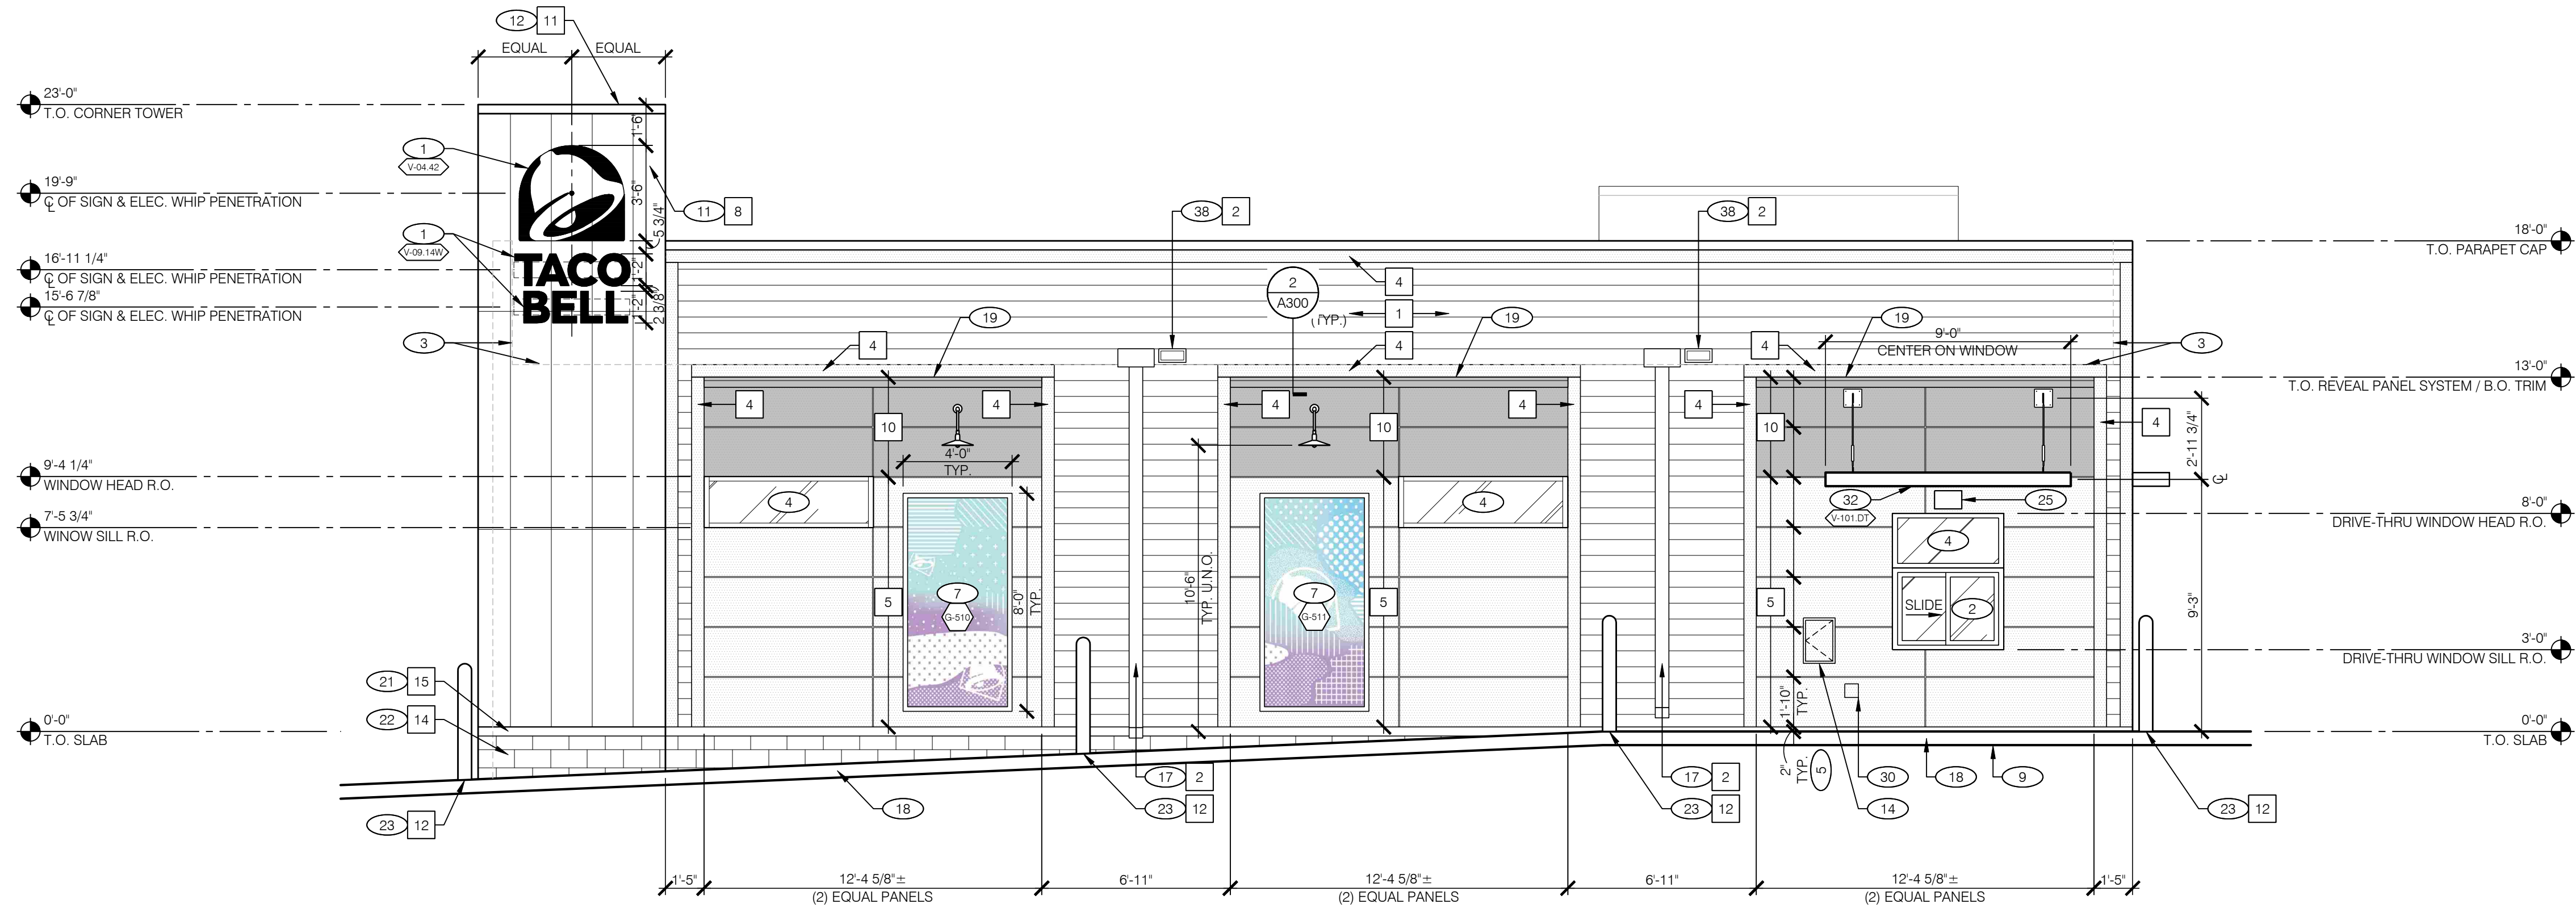 12 11
EQUAL EQUAL
23'-0"
T.O. CORNER TOWER
1'-6"
1
V-04.42
19'-9"
℄ OF SIGN & ELEC. WHIP PENETRATION
3'-6"
11 8
38 2
38 2
5 3/4"
1
V-09.14W
18'-0"
T.O. PARAPET CAP
16'-11 1/4"
℄ OF SIGN & ELEC. WHIP PENETRATION
TACO
BELL
1'-2"
1'-2"
2 3/8"
15'-6 7/8"
℄ OF SIGN & ELEC. WHIP PENETRATION
2
A300
(TYP.)
4
1
19
19
19
3
4
4
4
9'-0"
CENTER ON WINDOW
3
13'-0"
T.O. REVEAL PANEL SYSTEM / B.O. TRIM
4
4
4
4
4
4
10
10
10
2'-11 3/4"
℄
9'-4 1/4"
WINDOW HEAD R.O.
4'-0"
TYP.
4
4
32
V-101.DT
25
7'-5 3/4"
WINOW SILL R.O.
8'-0"
DRIVE-THRU WINDOW HEAD R.O.
4
10'-6"
TYP. U.N.O.
5
7
G-510
8'-0"
TYP.
7
G-511
5
5
SLIDE
2
9'-3"
3'-0"
DRIVE-THRU WINDOW SILL R.O.
21 15
22 14
1'-10"
TYP.
0'-0"
T.O. SLAB
0'-0"
T.O. SLAB
17 2
17 2
2"
TYP.
5
30
18
9
23 12
18
23 12
23 12
14
23 12
1'-5"
12'-4 5/8"±
(2) EQUAL PANELS
6'-11"
12'-4 5/8"±
(2) EQUAL PANELS
6'-11"
12'-4 5/8"±
(2) EQUAL PANELS
1'-5"